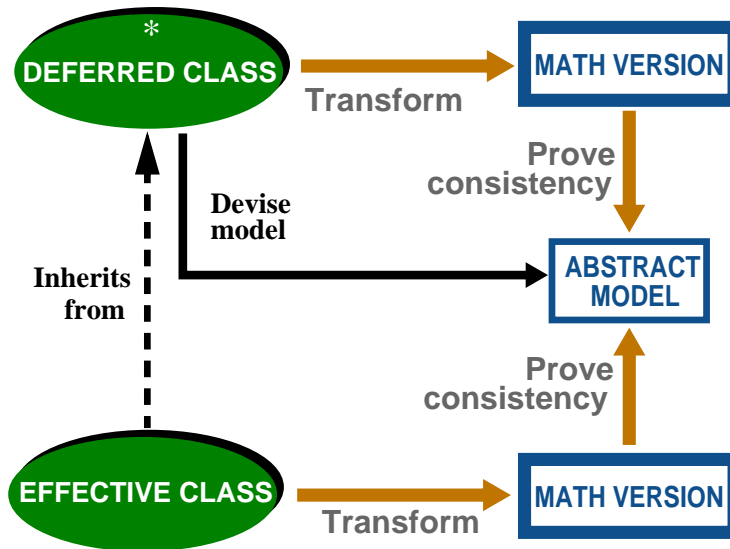 *
DEFERRED CLASS
MATH VERSION
Transform
Prove
consistency
Devise
model
Inherits
from
ABSTRACT
MODEL
Prove
consistency
EFFECTIVE CLASS
MATH VERSION
Transform